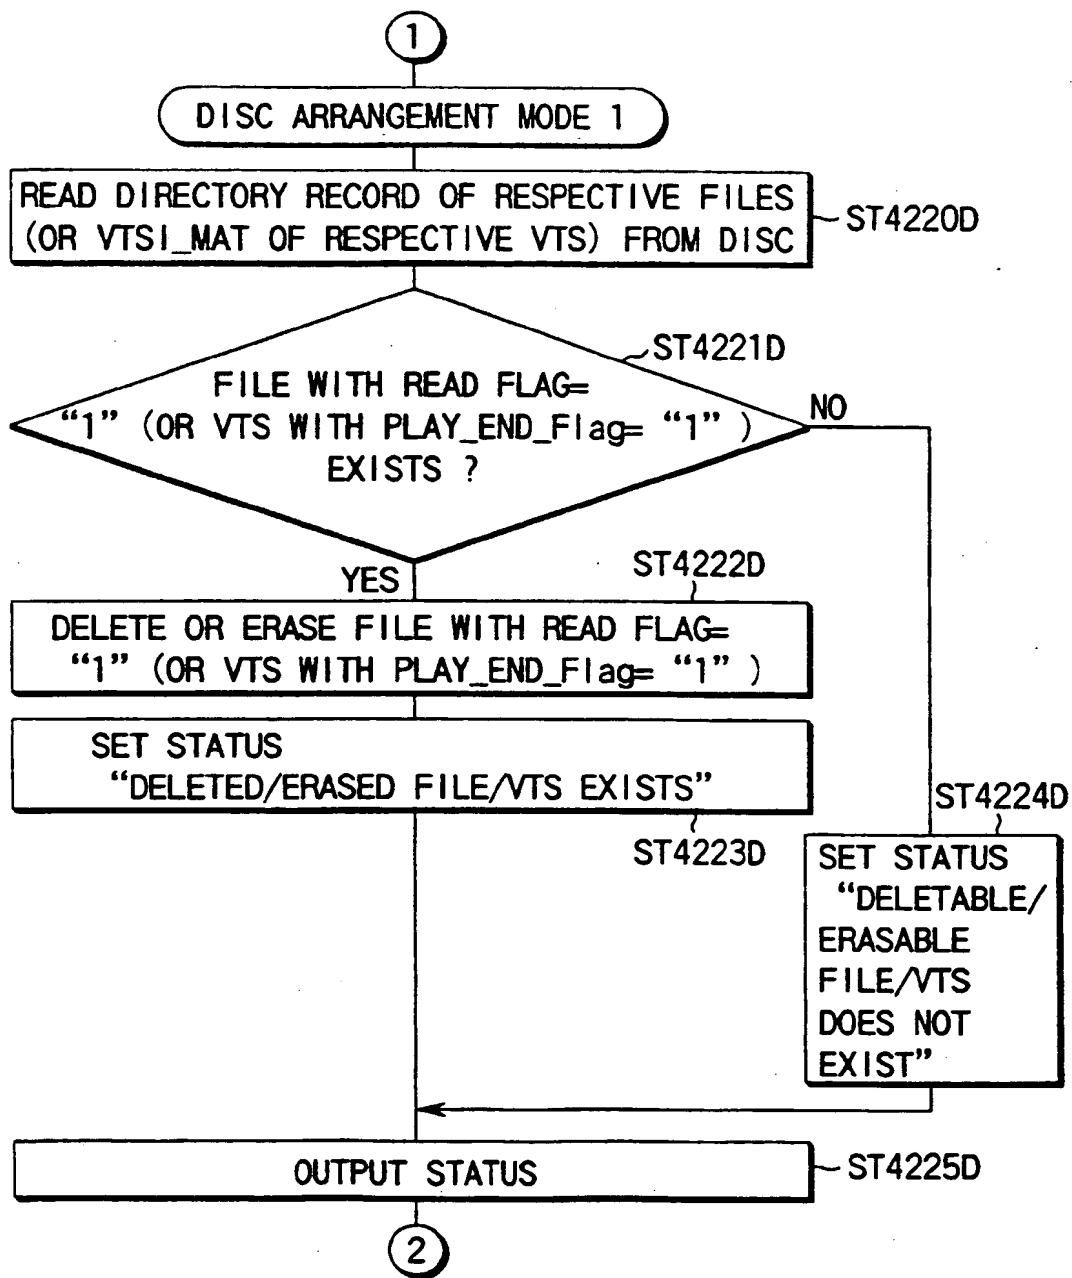 1
DISC ARRANGEMENT MODE 1
READ DIRECTORY RECORD OF RESPECTIVE FILES
(OR VTSI_MAT OF RESPECTIVE VTS) FROM DISC
ST4220D
ST4221D
FILE WITH READ FLAG=
“1” (OR VTS WITH PLAY_END_Flag= “1” )
EXISTS ?
NO
YES
ST4222D
DELETE OR ERASE FILE WITH READ FLAG=
“1” (OR VTS WITH PLAY_END_Flag= “1” )
SET STATUS
“DELETED/ERASED FILE/VTS EXISTS”
ST4223D
ST4224D
SET STATUS
“DELETABLE/
ERASABLE
FILE/VTS
DOES NOT
EXIST”
OUTPUT STATUS
ST4225D
2